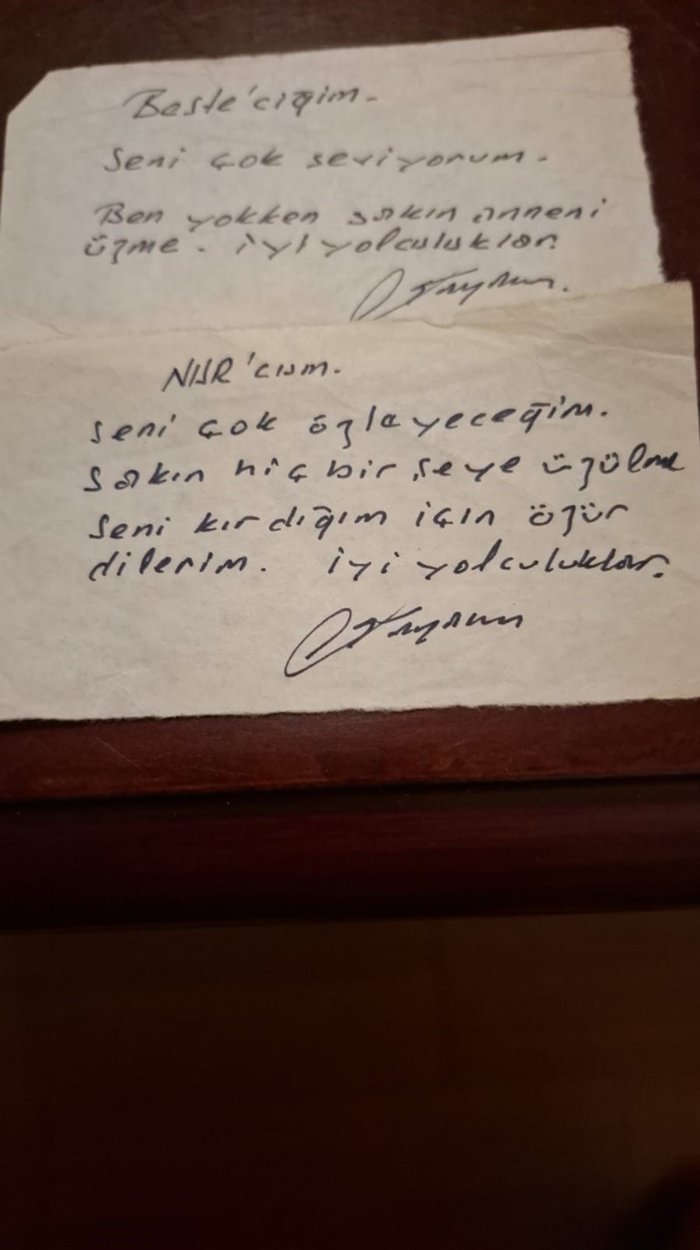 Beste'ciğim.
Seni çok seviyorum.
Ben yokken sakın anneni
üzme. iyi yolculuklar.
NUR'cum.
seni çok özleyeceğim.
sakın hiç bir şeye üzülme
seni kırdığım için özür
dilerim. iyi yolculuklar.